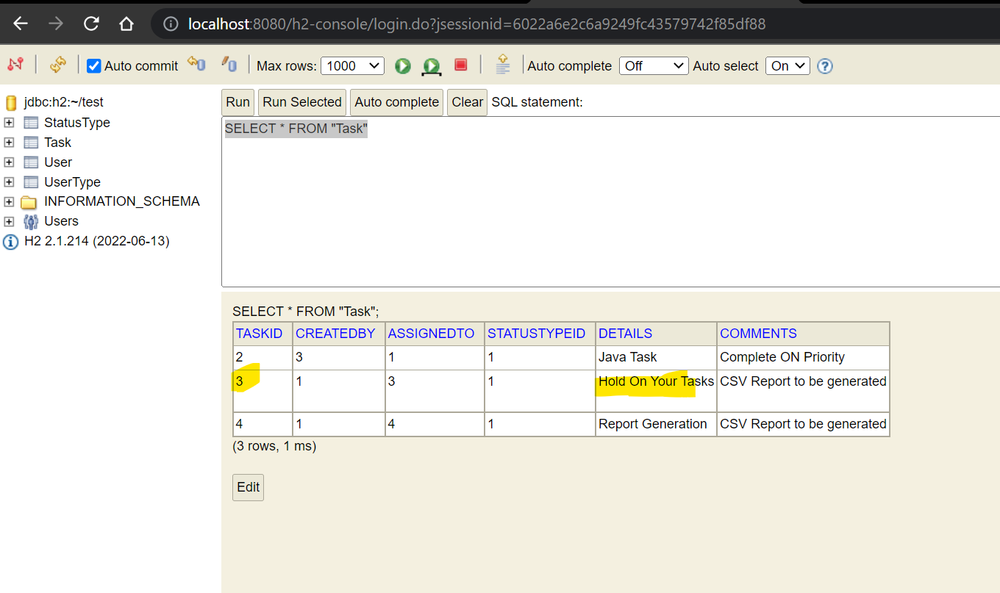 localhost:8080/h2-console/login.do?jsessionid=6022a6e2c6a9249fc43579742f85df88
Auto commit Max rows: 1000 Auto complete Off Auto select On
jdbc:h2:~/test
StatusType
Task
User
UserType
INFORMATION_SCHEMA
Users
H2 2.1.214 (2022-06-13)
Run Run Selected Auto complete Clear SQL statement:
SELECT * FROM "Task"
SELECT * FROM "Task";
TASKID CREATEDBY ASSIGNEDTO STATUSTYPEID DETAILS COMMENTS
2 3 1 1 Java Task Complete ON Priority
3 1 3 1 Hold On Your Tasks CSV Report to be generated
4 1 4 1 Report Generation CSV Report to be generated
(3 rows, 1 ms)
Edit